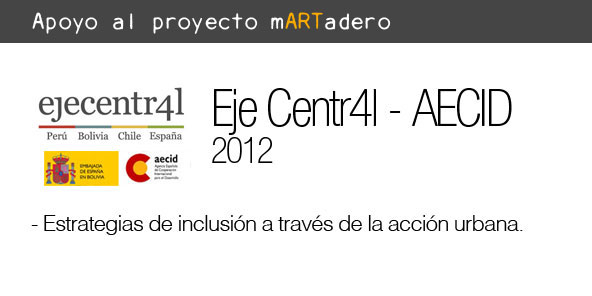 Apoyo al proyecto mARTadero
ejecentr4l
Perú Bolivia Chile España
EMBAJADA
DE ESPAÑA
EN BOLIVIA
aecid
Agencia Española
de Cooperación
Internacional
para el Desarrollo
Eje Centr4l - AECID
2012
- Estrategias de inclusión a través de la acción urbana.